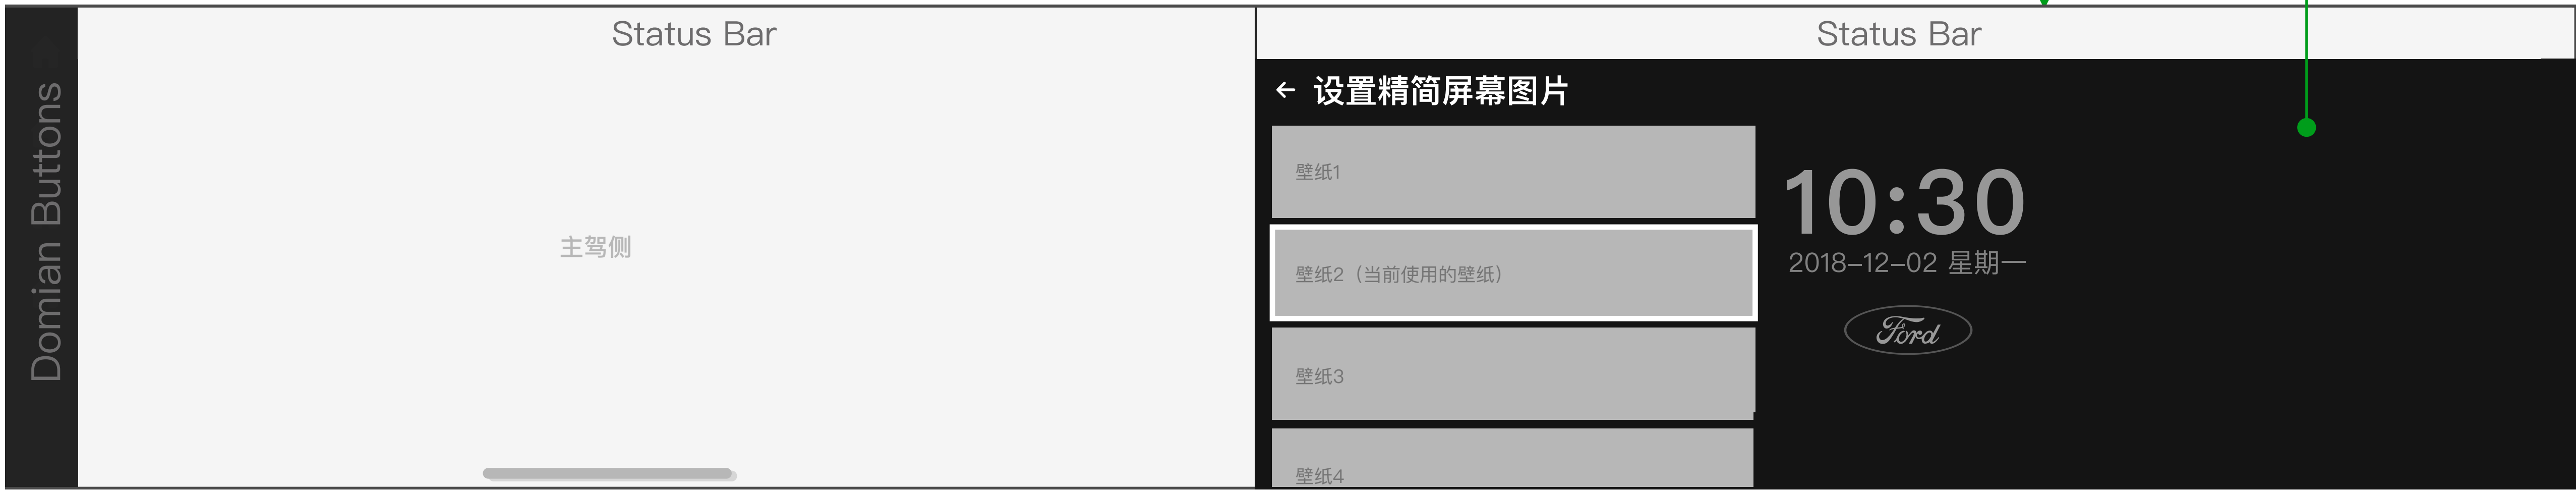 Status Bar
Domian Buttons
主驾侧
Status Bar
设置精简屏幕图片
壁纸1
壁纸2（当前使用的壁纸）
壁纸3
壁纸4
10:30
2018-12-02 星期一
Ford